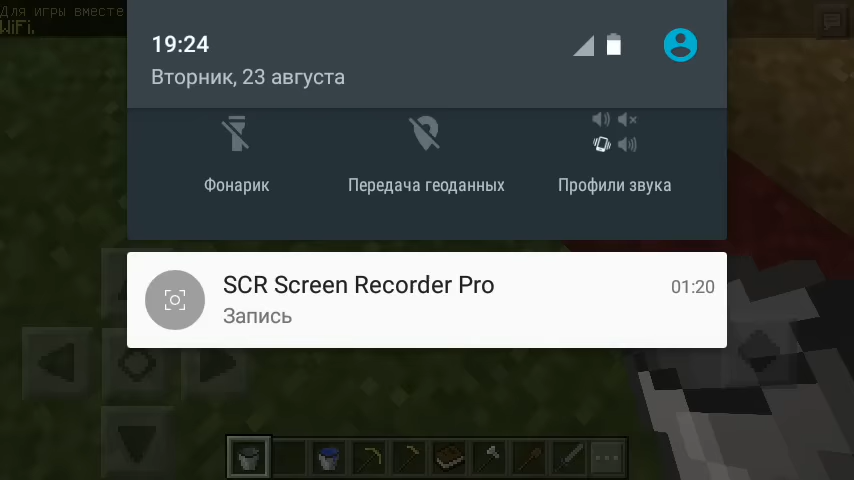 Для игры вместе
WiFi.
19:24
Вторник, 23 августа
Фонарик
Передача геоданных
Профили звука
SCR Screen Recorder Pro
01:20
Запись